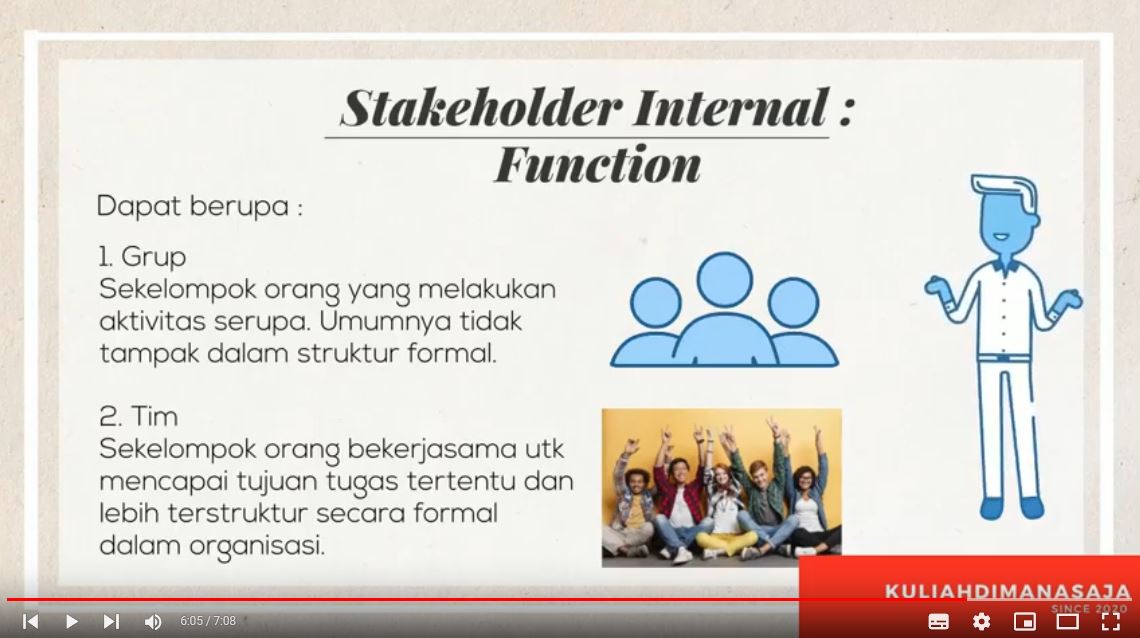 Stakeholder Internal :
Function
Dapat berupa :
1. Grup
Sekelompok orang yang melakukan
aktivitas serupa. Umumnya tidak
tampak dalam struktur formal.
2. Tim
Sekelompok orang bekerjasama utk
mencapai tujuan tugas tertentu dan
lebih terstruktur secara formal
dalam organisasi.
KULIAHDIMANASAJA
SINCE 2020
6:05 / 7:08